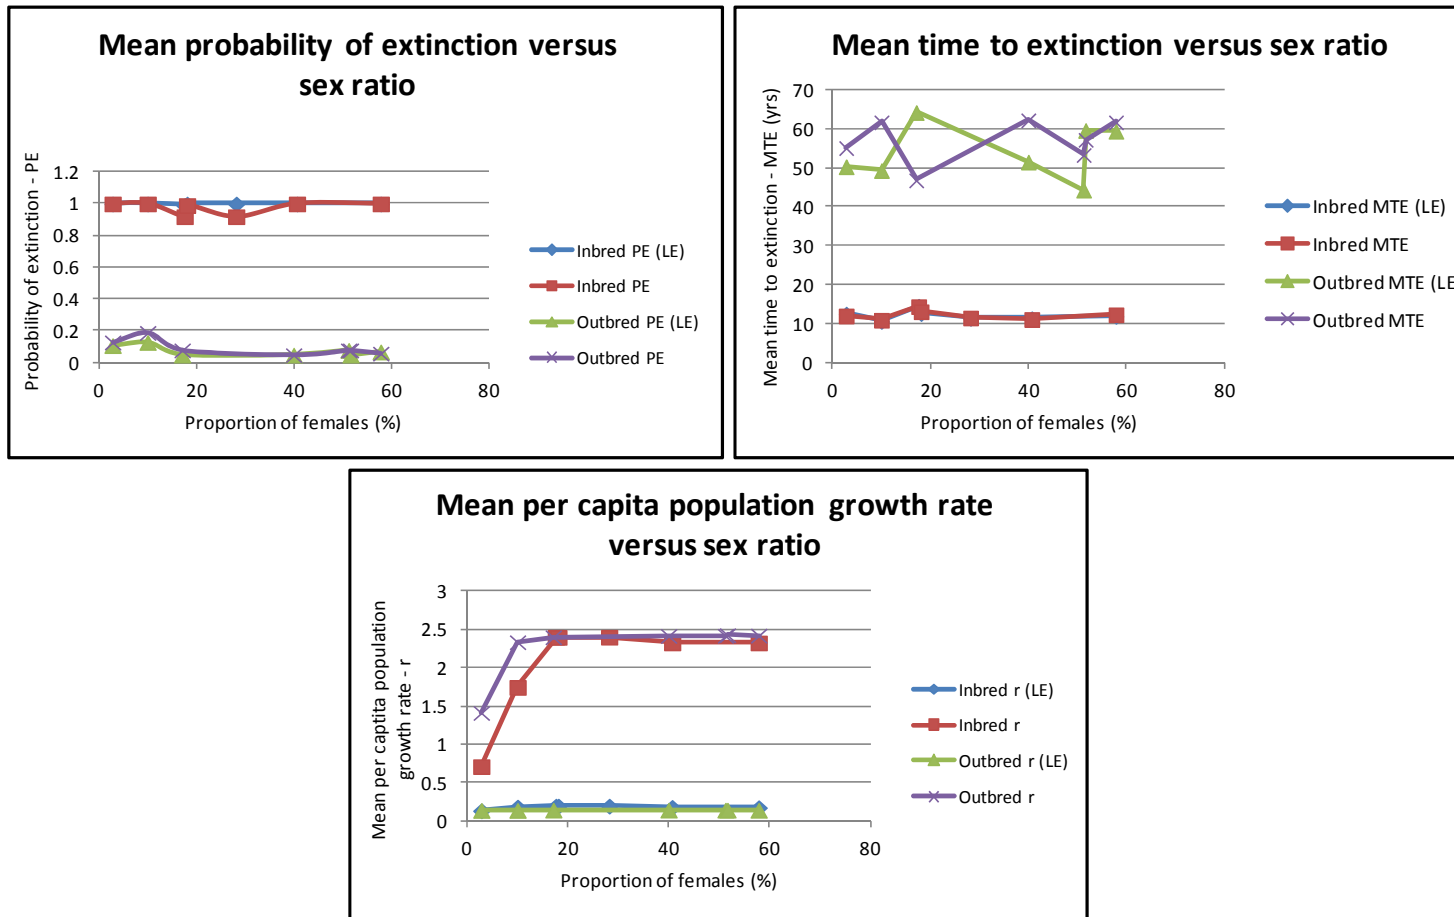 Mean probability of extinction versus
sex ratio
Probability of extinction - PE
1.2
1
0.8
0.6
0.4
0.2
0
0
20
40
60
80
Proportion of females (%)
Inbred PE (LE)
Inbred PE
Outbred PE (LE)
Outbred PE
Mean time to extinction versus sex ratio
Mean time to extinction - MTE (yrs)
70
60
50
40
30
20
10
0
0
20
40
60
80
Proportion of females (%)
Inbred MTE (LE)
Inbred MTE
Outbred MTE (LE
Outbred MTE
Mean per capita population growth rate
versus sex ratio
Mean per captita population
growth rate - r
3
2.5
2
1.5
1
0.5
0
0
20
40
60
80
Proportion of females (%)
Inbred r (LE)
Inbred r
Outbred r (LE)
Outbred r